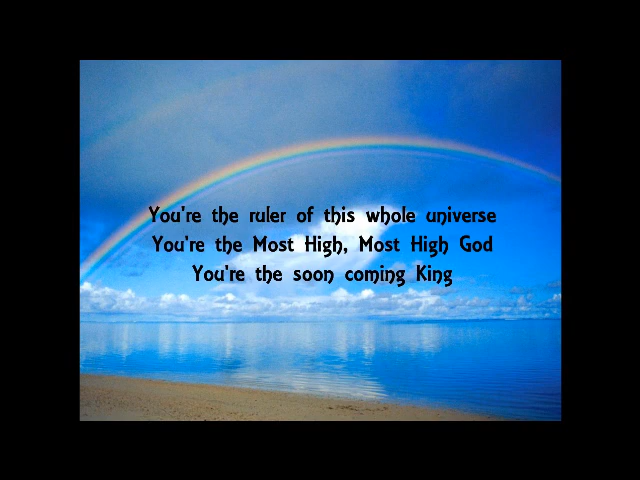 You're the ruler of this whole universe
You're the Most High, Most High God
You're the soon coming King